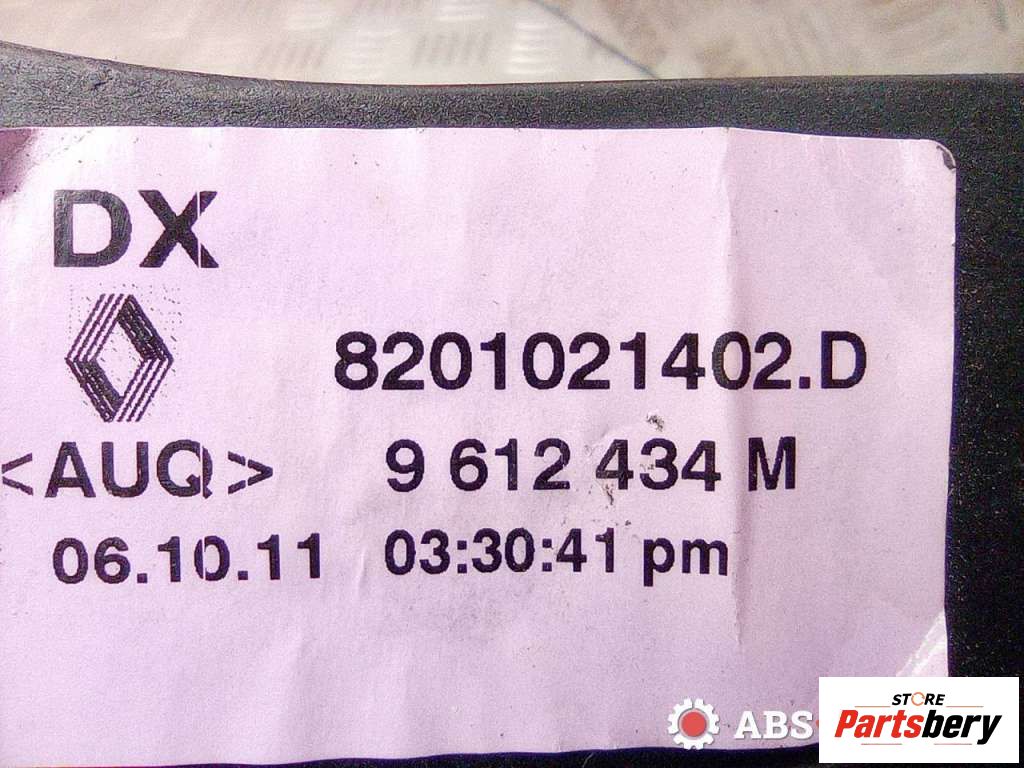 DX
8201021402.D
<AUQ> 9 612 434 M
06.10.11 03:30:41 pm
ABS
STORE
Partsbery